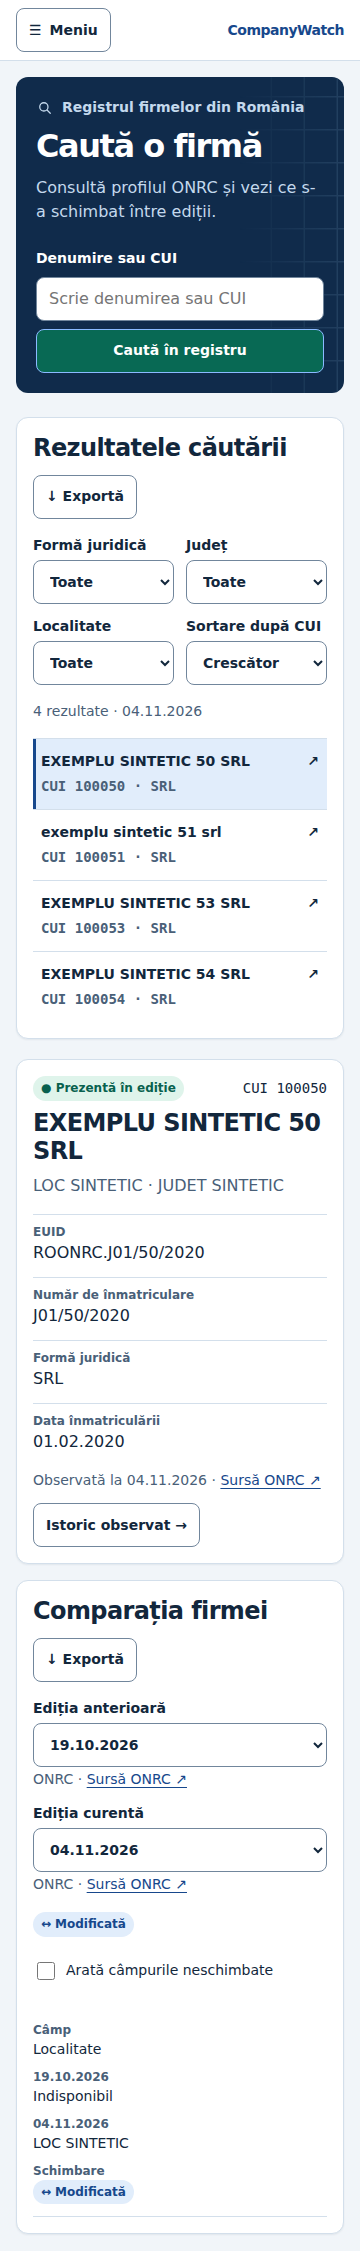 ☰ Meniu
CompanyWatch
Registrul firmelor din România
Caută o firmă
Consultă profilul ONRC și vezi ce s-
a schimbat între ediții.
Denumire sau CUI
Scrie denumirea sau CUI
Caută în registru
Rezultatele căutării
↓ Exportă
Formă juridică Județ
Toate Toate
Localitate Sortare după CUI
Toate Crescător
4 rezultate · 04.11.2026
EXEMPLU SINTETIC 50 SRL ↗
CUI 100050 · SRL
exemplu sintetic 51 srl ↗
CUI 100051 · SRL
EXEMPLU SINTETIC 53 SRL ↗
CUI 100053 · SRL
EXEMPLU SINTETIC 54 SRL ↗
CUI 100054 · SRL
● Prezentă în ediție CUI 100050
EXEMPLU SINTETIC 50
SRL
LOC SINTETIC · JUDET SINTETIC
EUID
ROONRC.J01/50/2020
Număr de înmatriculare
J01/50/2020
Formă juridică
SRL
Data înmatriculării
01.02.2020
Observată la 04.11.2026 · Sursă ONRC ↗
Istoric observat →
Comparația firmei
↓ Exportă
Ediția anterioară
19.10.2026
ONRC · Sursă ONRC ↗
Ediția curentă
04.11.2026
ONRC · Sursă ONRC ↗
↔ Modificată
Arată câmpurile neschimbate
Câmp
Localitate
19.10.2026
Indisponibil
04.11.2026
LOC SINTETIC
Schimbare
↔ Modificată